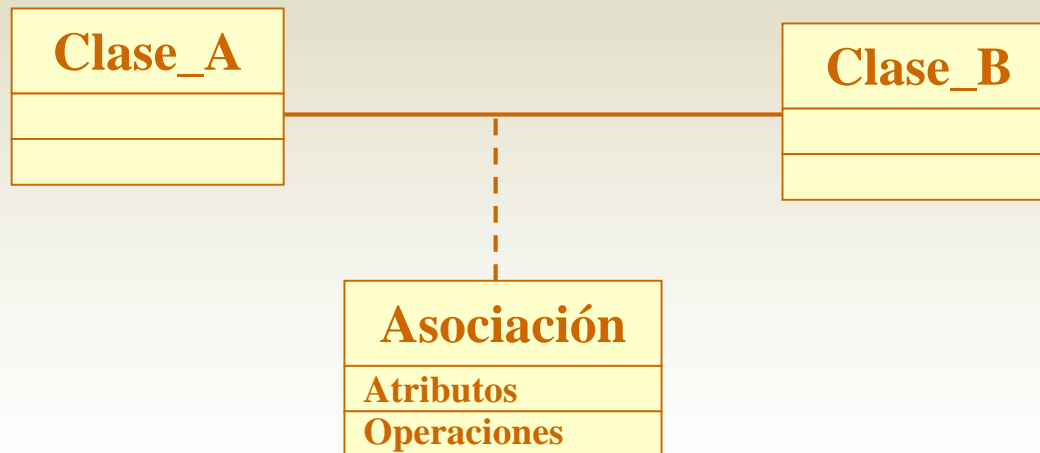 Clase_A
Clase_B
Asociación
Atributos
Operaciones